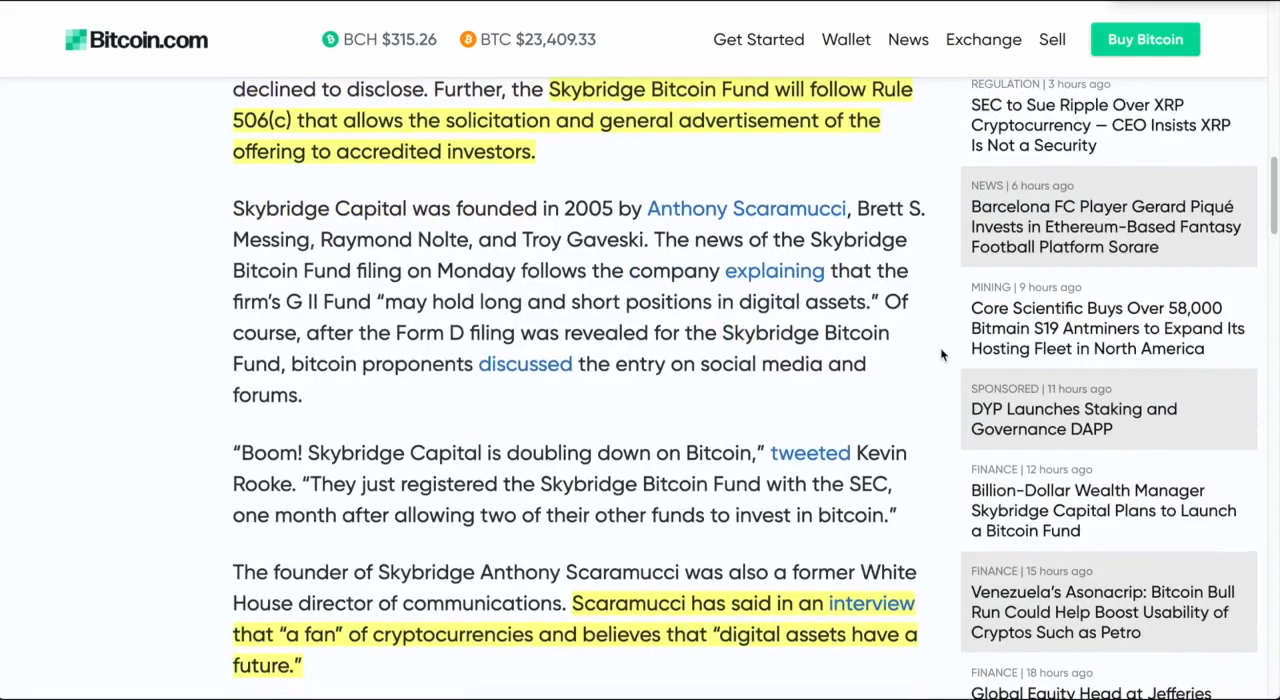 Bitcoin.com
BCH $315.26
BTC $23,409.33
Get Started
Wallet
News
Exchange
Sell
Buy Bitcoin
declined to disclose. Further, the Skybridge Bitcoin Fund will follow Rule
506(c) that allows the solicitation and general advertisement of the
offering to accredited investors.
Skybridge Capital was founded in 2005 by Anthony Scaramucci, Brett S.
Messing, Raymond Nolte, and Troy Gaveski. The news of the Skybridge
Bitcoin Fund filing on Monday follows the company explaining that the
firm’s G II Fund “may hold long and short positions in digital assets.” Of
course, after the Form D filing was revealed for the Skybridge Bitcoin
Fund, bitcoin proponents discussed the entry on social media and
forums.
“Boom! Skybridge Capital is doubling down on Bitcoin,” tweeted Kevin
Rooke. “They just registered the Skybridge Bitcoin Fund with the SEC,
one month after allowing two of their other funds to invest in bitcoin.”
The founder of Skybridge Anthony Scaramucci was also a former White
House director of communications. Scaramucci has said in an interview
that “a fan” of cryptocurrencies and believes that “digital assets have a
future.”
REGULATION | 3 hours ago
SEC to Sue Ripple Over XRP
Cryptocurrency – CEO Insists XRP
Is Not a Security
NEWS | 6 hours ago
Barcelona FC Player Gerard Piqué
Invests in Ethereum-Based Fantasy
Football Platform Sorare
MINING | 9 hours ago
Core Scientific Buys Over 58,000
Bitmain S19 Antminers to Expand Its
Hosting Fleet in North America
SPONSORED | 11 hours ago
DYP Launches Staking and
Governance DAPP
FINANCE | 12 hours ago
Billion-Dollar Wealth Manager
Skybridge Capital Plans to Launch
a Bitcoin Fund
FINANCE | 15 hours ago
Venezuela’s Asonacrip: Bitcoin Bull
Run Could Help Boost Usability of
Cryptos Such as Petro
FINANCE | 18 hours ago
Global Equity Head at Jefferies